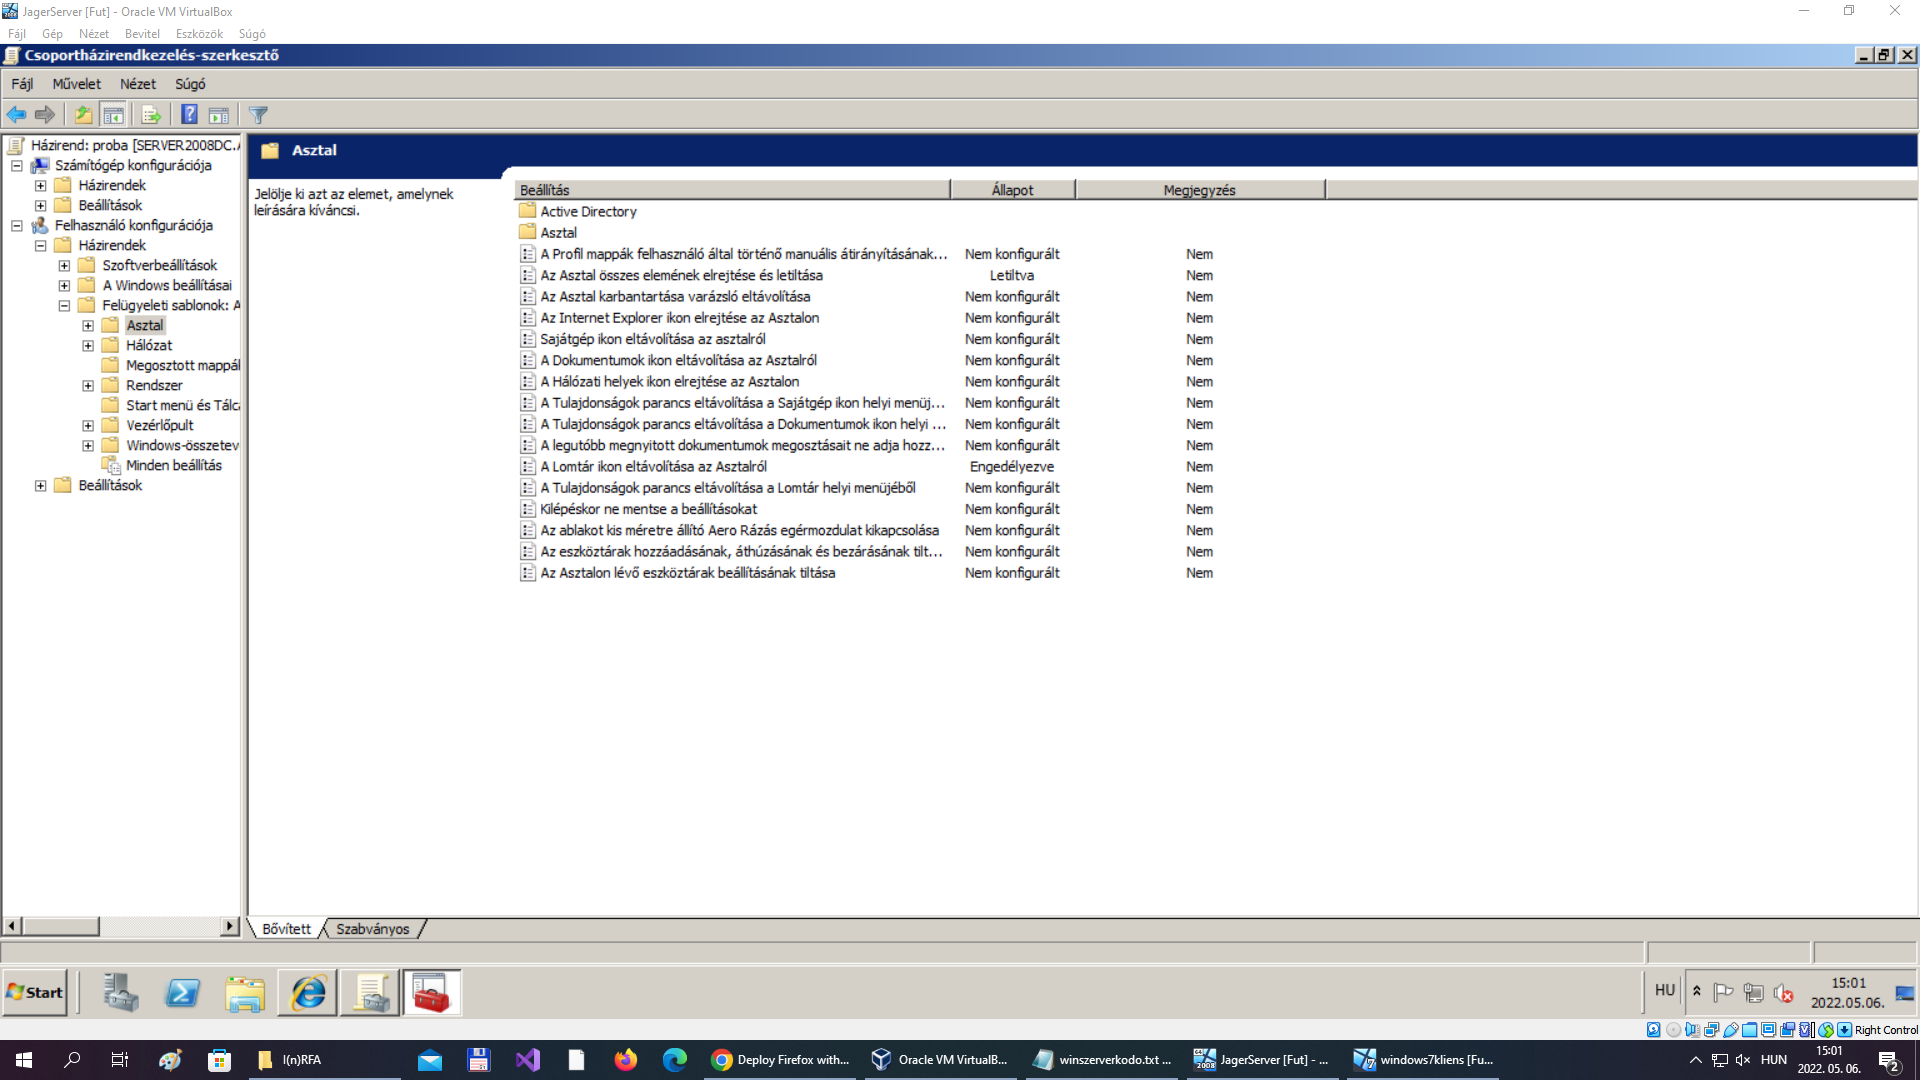 JagerServer [Fut] - Oracle VM VirtualBox
Fájl Gép Nézet Bevitel Eszközök Súgó
Csoportházirendkezelés-szerkesztő
Fájl Művelet Nézet Súgó
Házirend: proba [SERVER2008DC.
Számítógép konfigurációja
Házirendek
Beállítások
Felhasználó konfigurációja
Házirendek
Szoftverbeállítások
A Windows beállításai
Felügyeleti sablonok: A
Asztal
Hálózat
Megosztott mappák
Rendszer
Start menü és Tálca
Vezérlőpult
Windows-összetev
Minden beállítás
Beállítások
Asztal
Jelölje ki azt az elemet, amelynek
leírására kíváncsi.
Beállítás Állapot Megjegyzés
Active Directory
Asztal
A Profil mappák felhasználó által történő manuális átirányításának... Nem konfigurált Nem
Az Asztal összes elemének elrejtése és letiltása Letiltva Nem
Az Asztal karbantartása varázsló eltávolítása Nem konfigurált Nem
Az Internet Explorer ikon elrejtése az Asztalon Nem konfigurált Nem
Sajátgép ikon eltávolítása az asztalról Nem konfigurált Nem
A Dokumentumok ikon eltávolítása az Asztalról Nem konfigurált Nem
A Hálózati helyek ikon elrejtése az Asztalon Nem konfigurált Nem
A Tulajdonságok parancs eltávolítása a Sajátgép ikon helyi menüj... Nem konfigurált Nem
A Tulajdonságok parancs eltávolítása a Dokumentumok ikon helyi ... Nem konfigurált Nem
A legutóbb megnyitott dokumentumok megosztásait ne adja hozz... Nem konfigurált Nem
A Lomtár ikon eltávolítása az Asztalról Engedélyezve Nem
A Tulajdonságok parancs eltávolítása a Lomtár helyi menüjéből Nem konfigurált Nem
Kilépéskor ne mentse a beállításokat Nem konfigurált Nem
Az ablakot kis méretre állító Aero Rázás egérmozdulat kikapcsolása Nem konfigurált Nem
Az eszköztárak hozzáadásának, áthúzásának és bezárásának tilt... Nem konfigurált Nem
Az Asztalon lévő eszköztárak beállításának tiltása Nem konfigurált Nem
Bővített Szabványos
Start HU 15:01
2022.05.06.
Right Control
I(n)RFA Deploy Firefox with... Oracle VM VirtualB... winszerverkodo.txt ... JagerServer [Fut] - ... windows7kliens [Fu... HUN 15:01
2022. 05. 06.
2